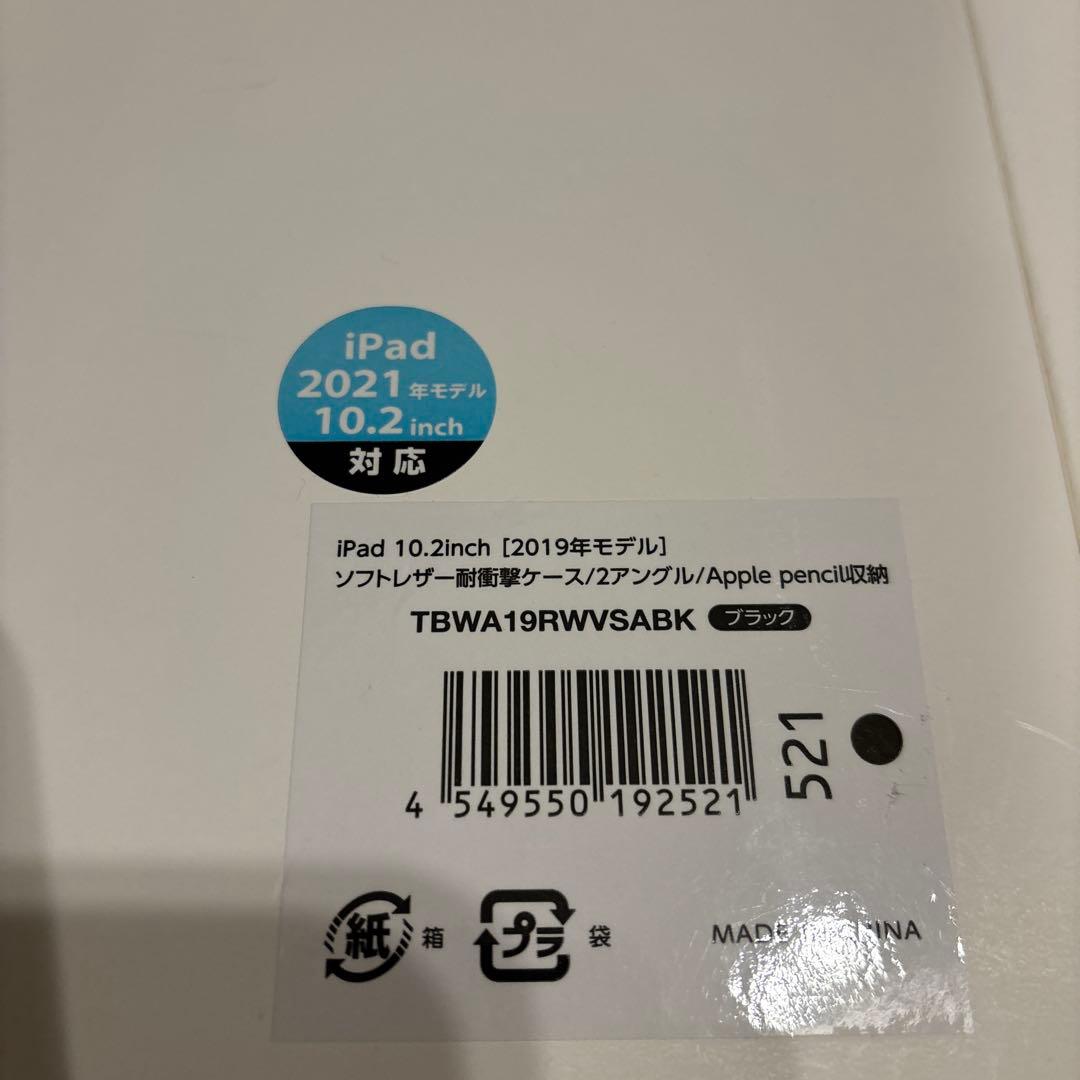 iPad
2021年モデル
10.2inch
対応
iPad 10.2inch [2019年モデル]
ソフトレザー耐衝撃ケース/2アングル/Apple pencil収納
TBWA19RWVSABK ブラック
521
4 549550 192521
紙 箱 プラ 袋 MADE IN CHINA